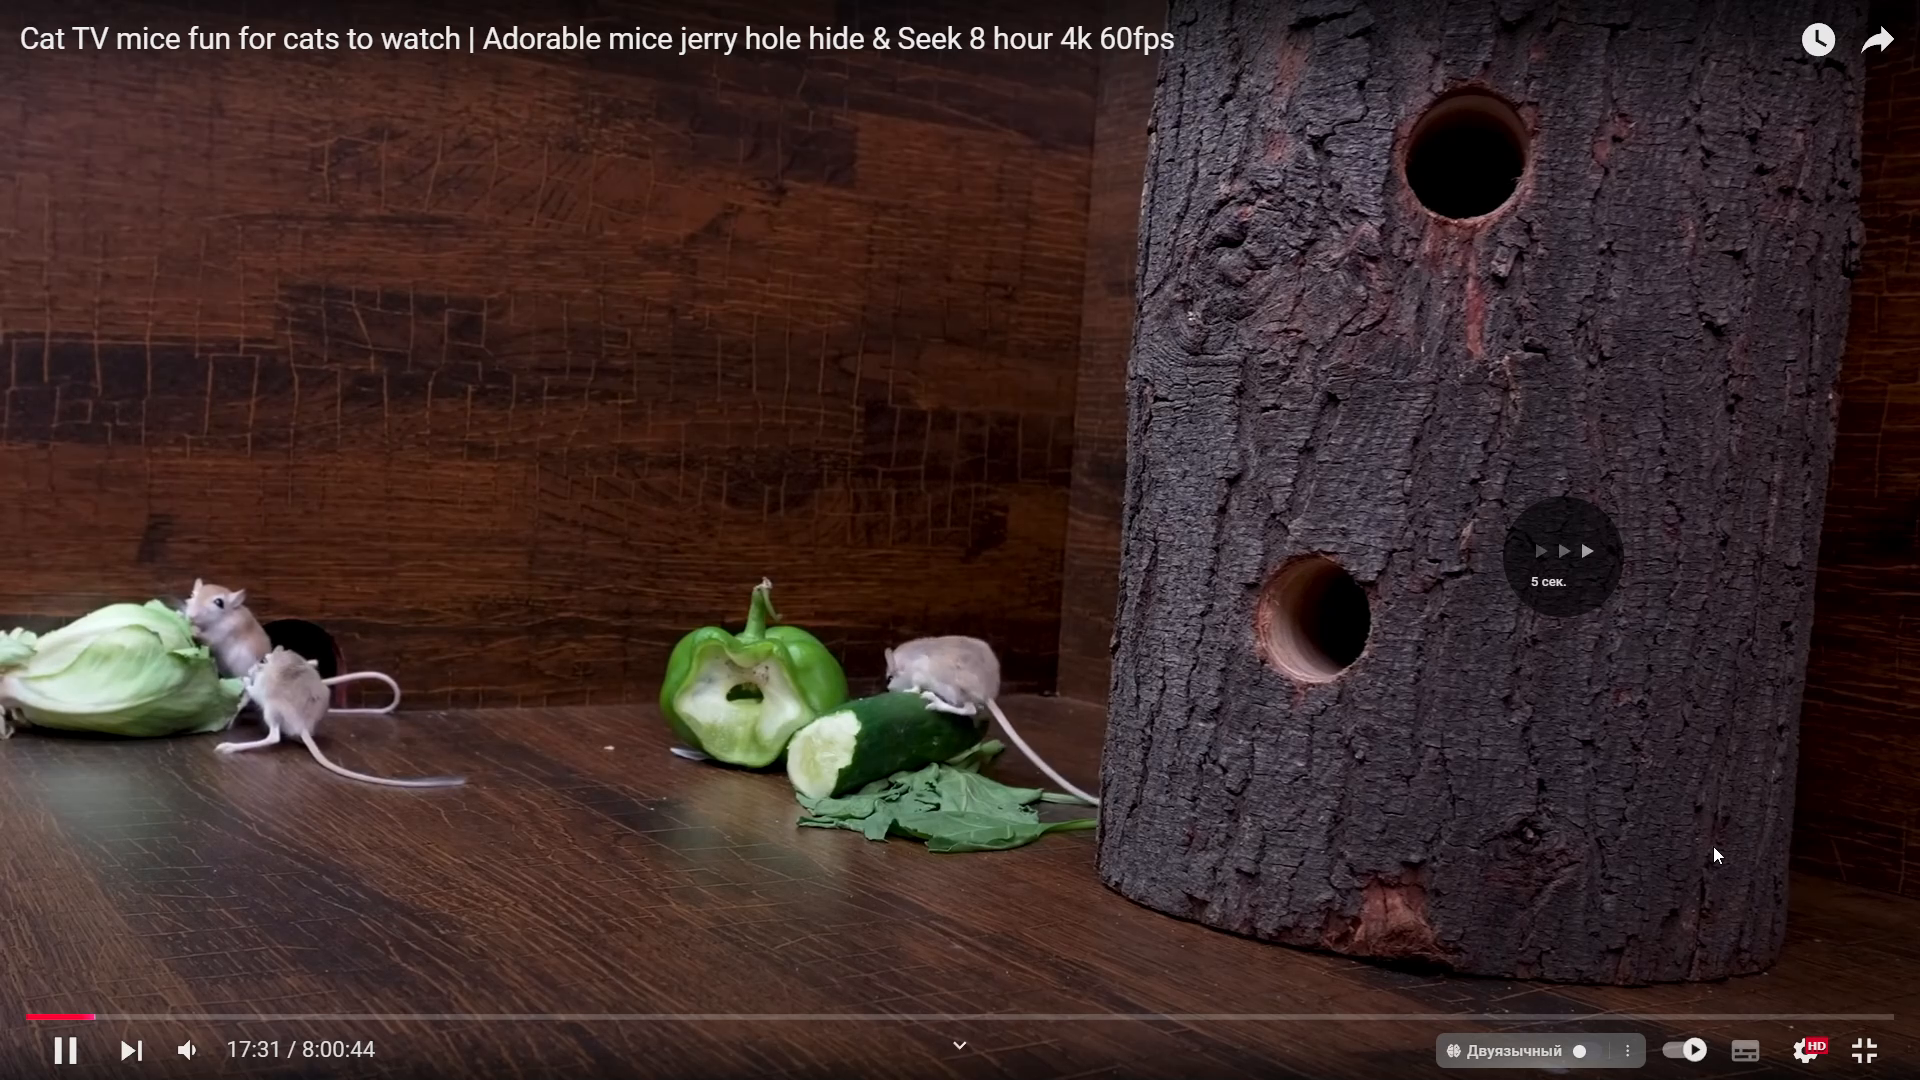 Cat TV mice fun for cats to watch | Adorable mice jerry hole hide & Seek 8 hour 4k 60fps
5 сек.
17:31 / 8:00:44
Двуязычный
HD